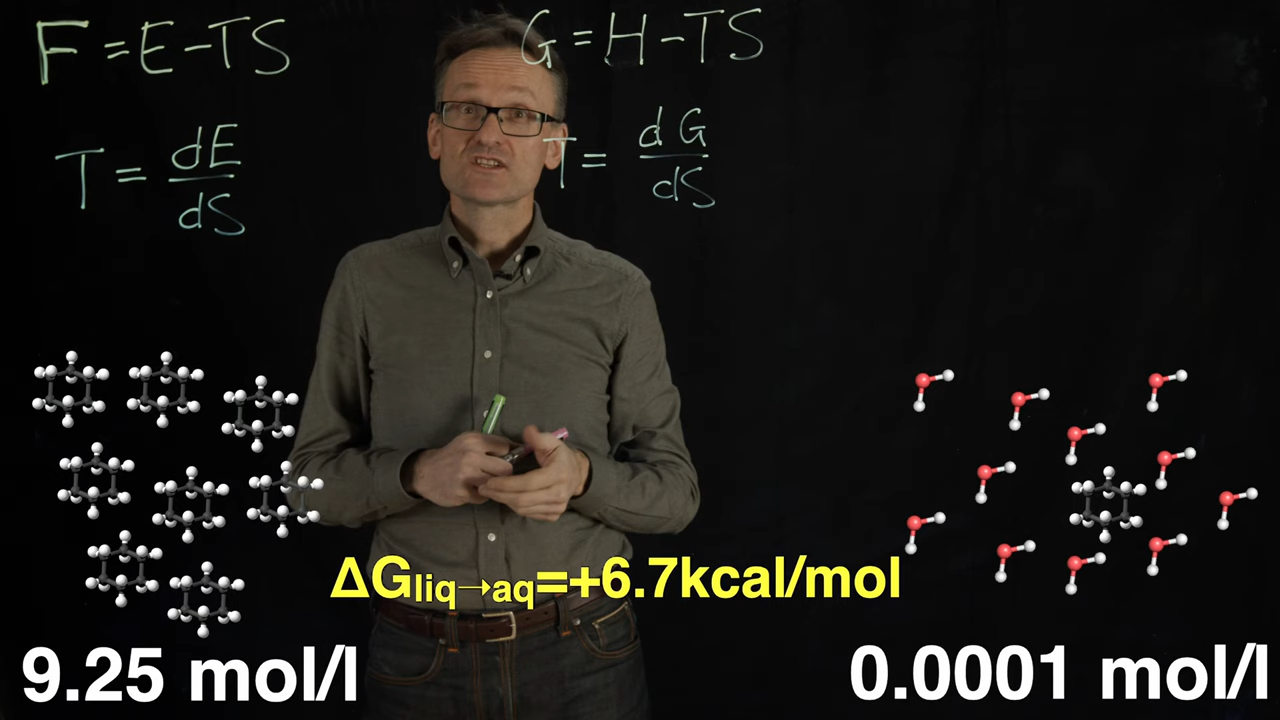 F = E - TS
G = H - TS
T = dE/dS
T = dG/dS
ΔGliq→aq=+6.7kcal/mol
9.25 mol/l
0.0001 mol/l